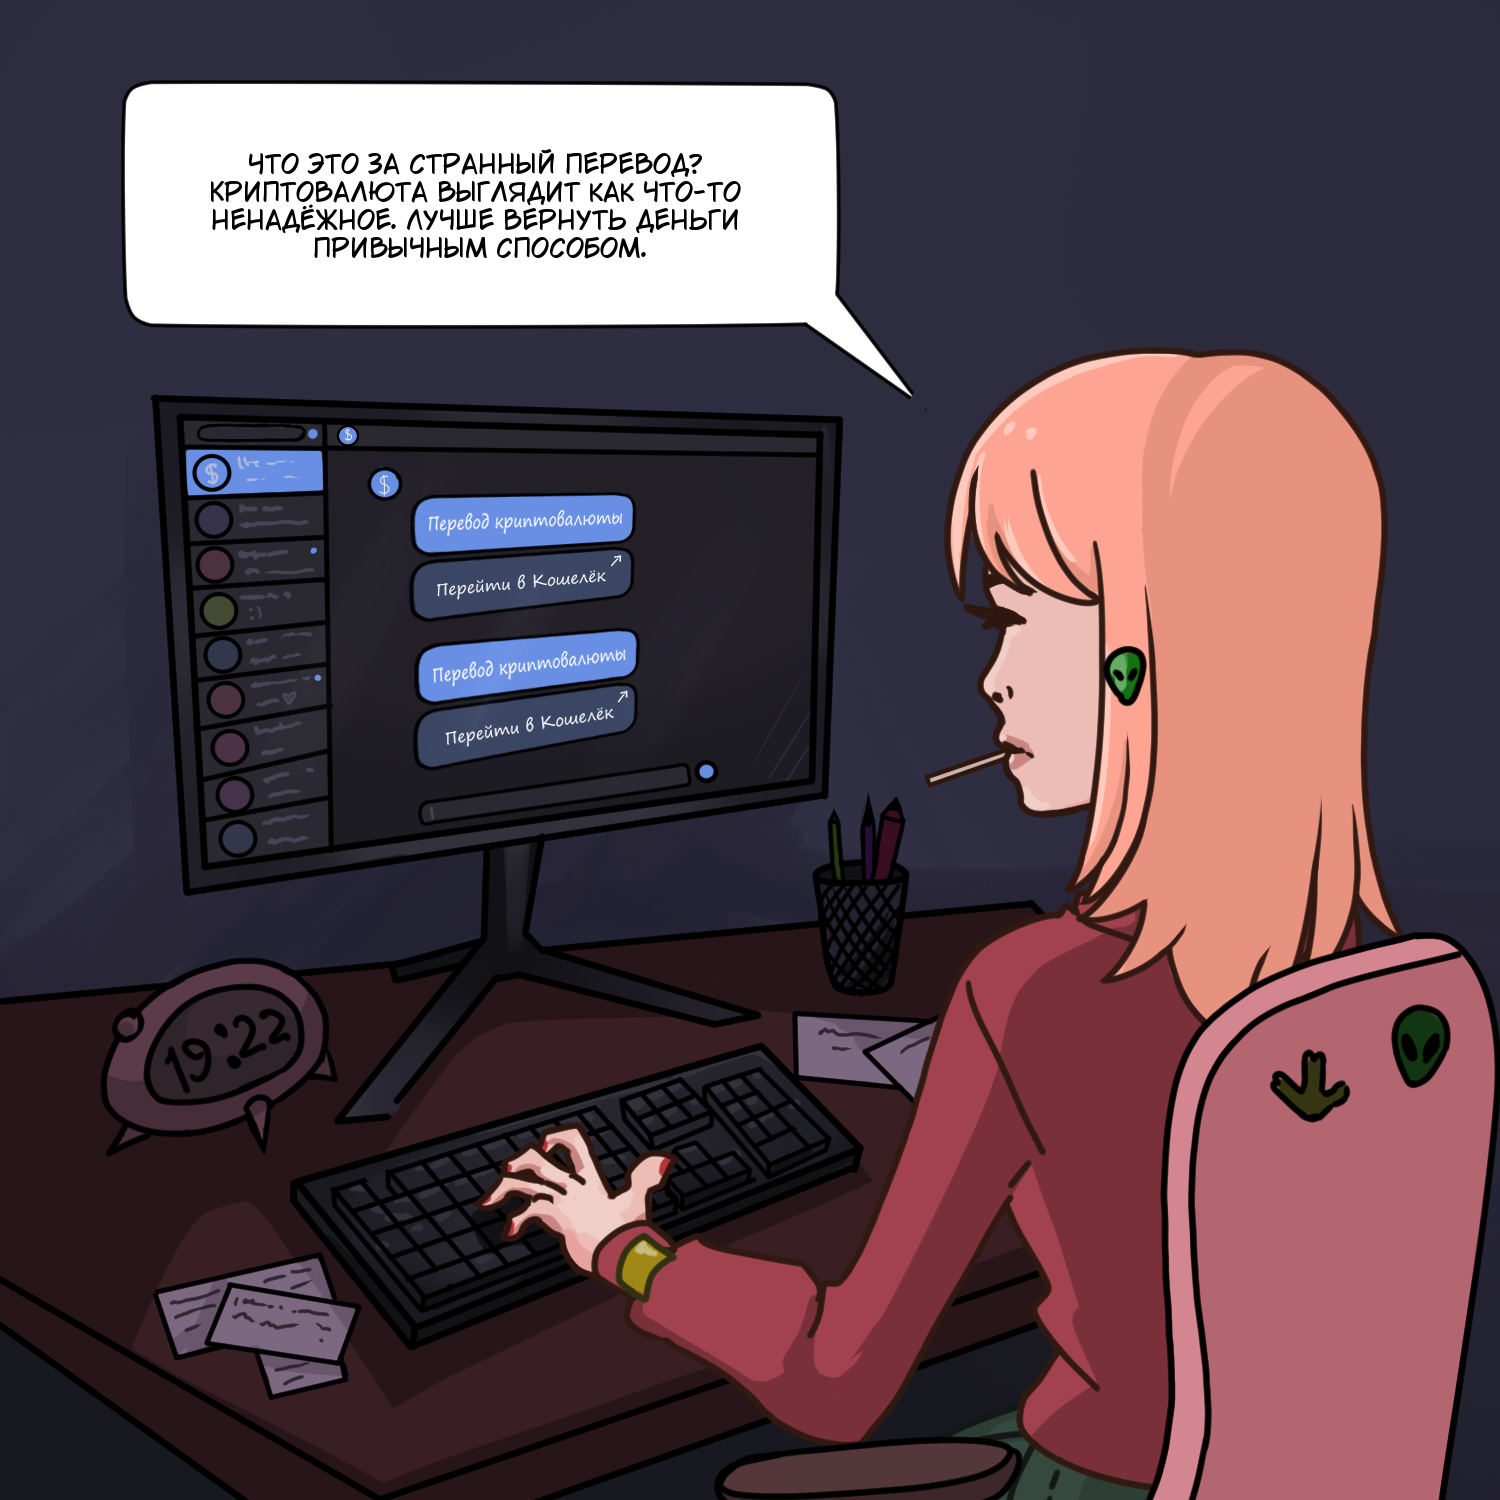 ЧТО ЭТО ЗА СТРАННЫЙ ПЕРЕВОД?
КРИПТОВАЛЮТА ВЫГЛЯДИТ КАК ЧТО-ТО
НЕНАДЁЖНОЕ. ЛУЧШЕ ВЕРНУТЬ ДЕНЬГИ
ПРИВЫЧНЫМ СПОСОБОМ.
$
$
$
Перевод криптовалюты
Перейти в Кошелёк
Перевод криптовалюты
Перейти в Кошелёк
:)
19:22